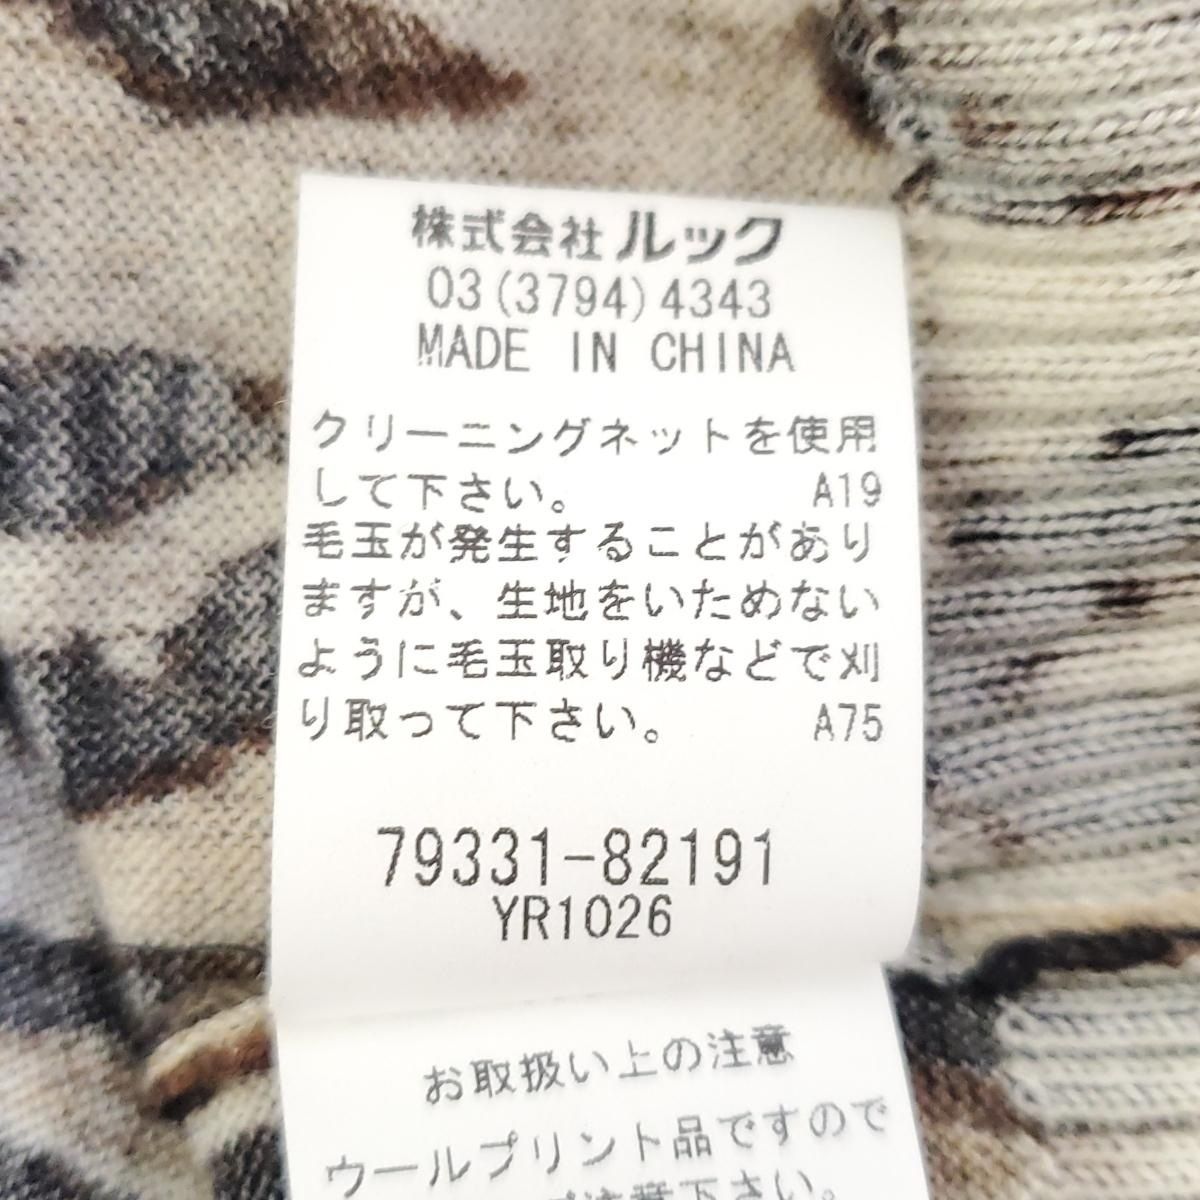 株式会社 ルック
03(3794)4343
MADE IN CHINA
クリーニングネットを使用
して下さい。 A19
毛玉が発生することがあり
ますが、生地をいためない
ように毛玉取り機などで刈
り取って下さい。 A75
79331-82191
YR1026
お取扱い上の注意
ウールプリント品ですので
注意下さい。